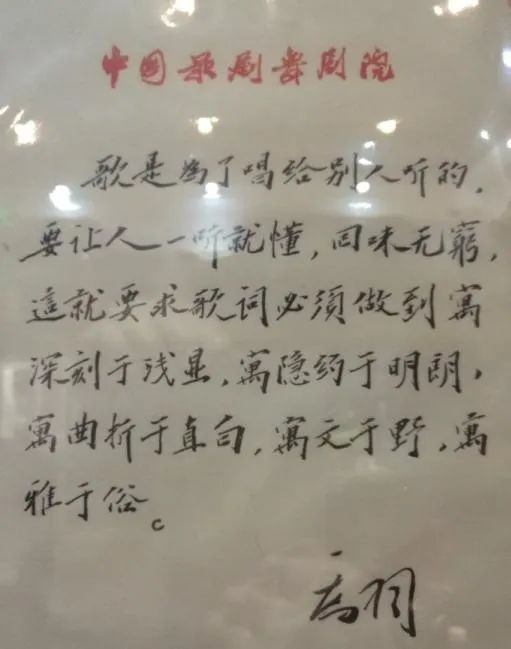 中国歌剧舞剧院
歌是为了唱给别人听的,
要让人一听就懂,回味无窮,
這就要求歌词必须做到寓
深刻于浅显,寓隐约于明朗,
寓曲折于直白,寓文于野,寓
雅于俗。
乔羽